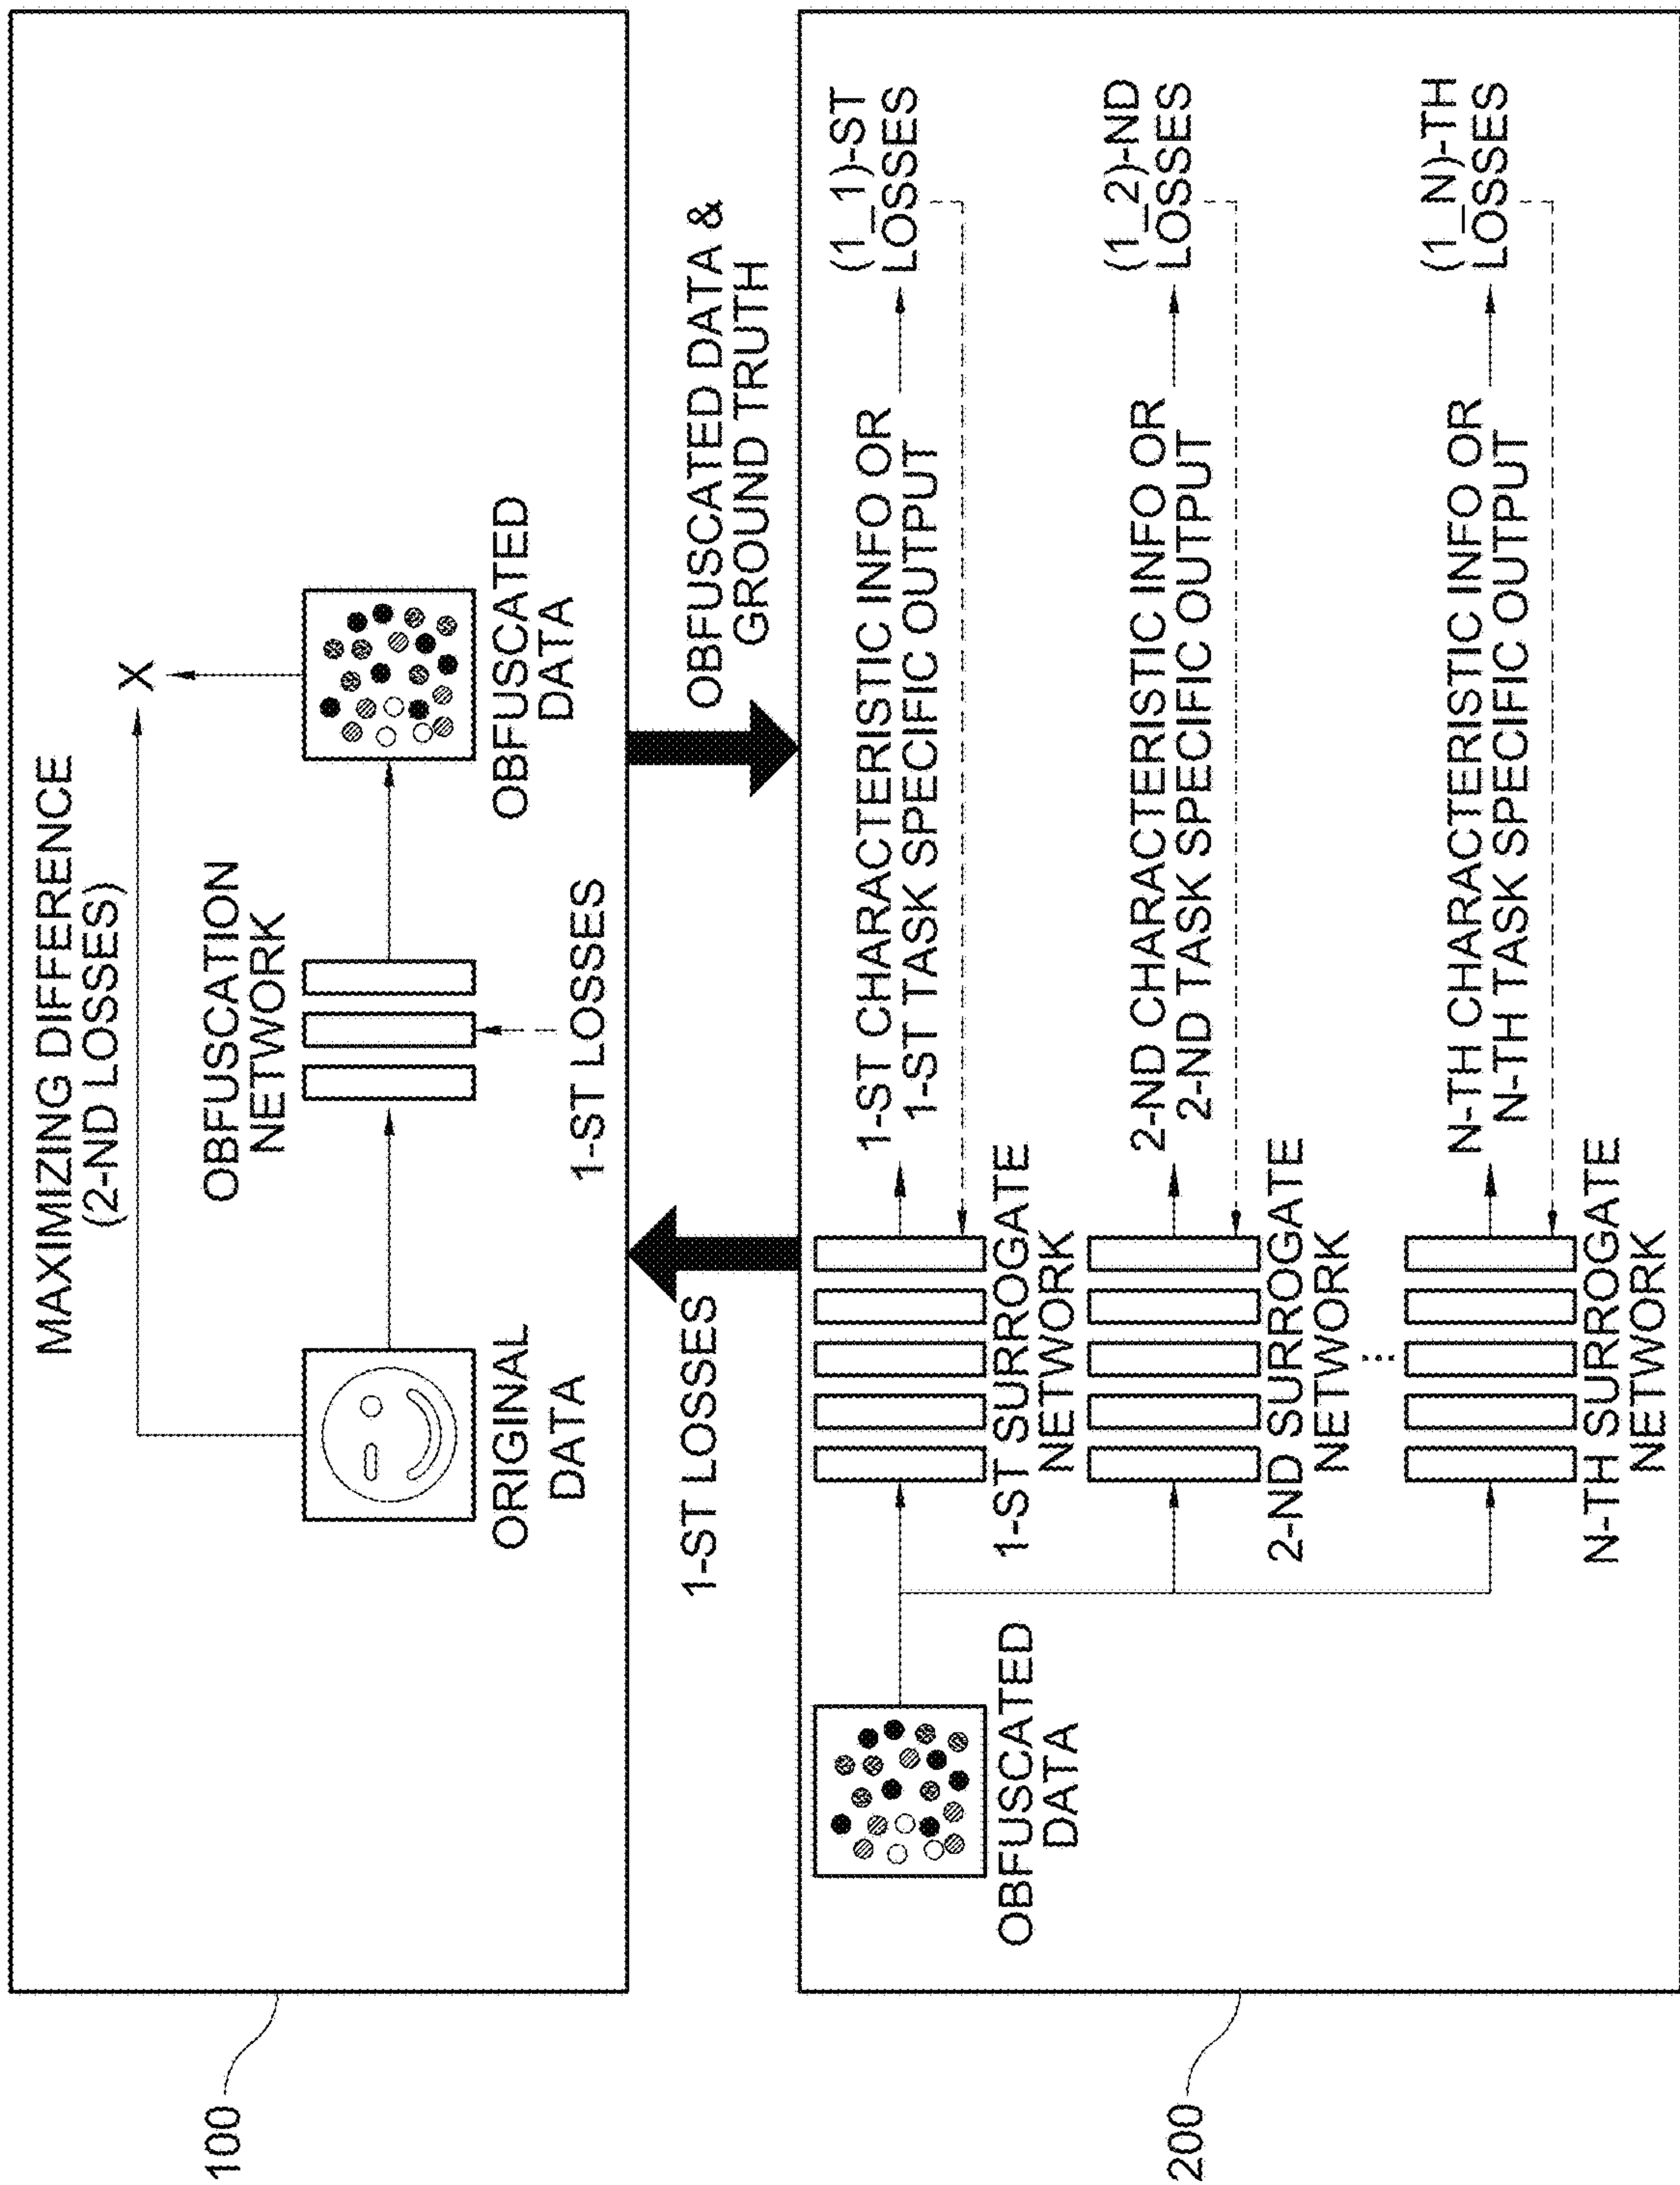 100
MAXIMIZING DIFFERENCE
(2-ND LOSSES)
X
OBFUSCATION
NETWORK
ORIGINAL
DATA
1-ST LOSSES
OBFUSCATED
DATA
1-ST LOSSES
OBFUSCATED DATA &
GROUND TRUTH
200
OBFUSCATED
DATA
1-ST SURROGATE
NETWORK
1-ST CHARACTERISTIC INFO OR
1-ST TASK SPECIFIC OUTPUT
(1_1)-ST
LOSSES
2-ND SURROGATE
NETWORK
2-ND CHARACTERISTIC INFO OR
2-ND TASK SPECIFIC OUTPUT
(1_2)-ND
LOSSES
...
N-TH SURROGATE
NETWORK
N-TH CHARACTERISTIC INFO OR
N-TH TASK SPECIFIC OUTPUT
(1_N)-TH
LOSSES